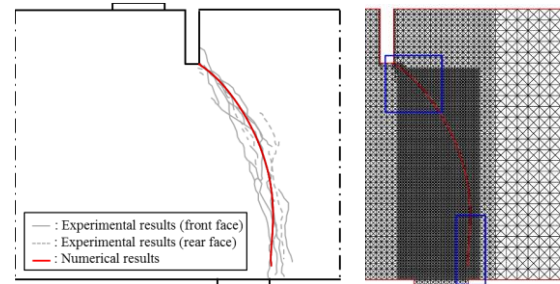 : Experimental results (front face)
: Experimental results (rear face)
: Numerical results